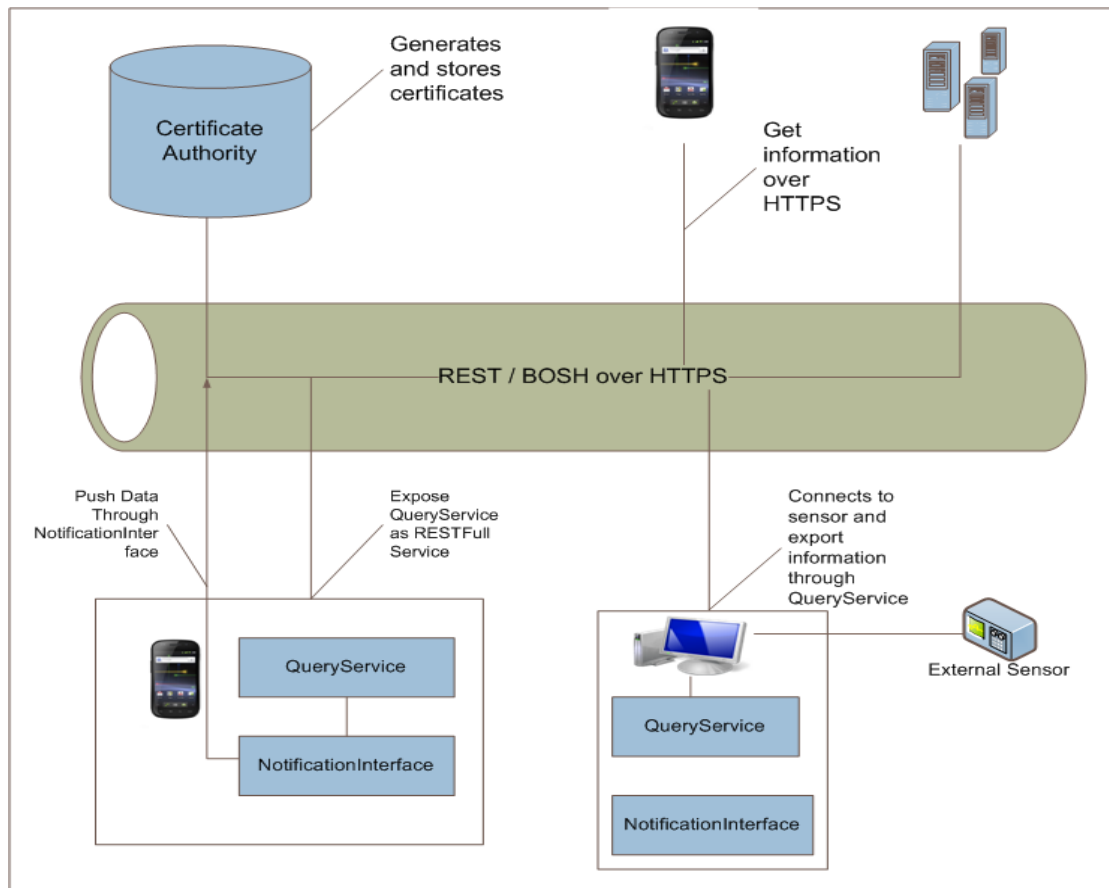 Generates
and stores
certificates
Certificate
Authority
Get
information
over
HTTPS
REST / BOSH over HTTPS
Push Data
Through
NotificationInter
face
Expose
QueryService
as RESTFull
Service
Connects to
sensor and
export
information
through
QueryService
QueryService
NotificationInterface
External Sensor
QueryService
NotificationInterface